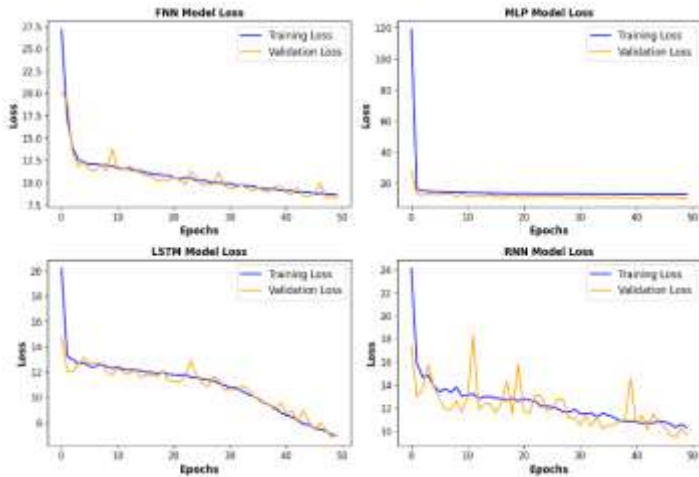 FNN Model Loss
27.5
25.0
22.5
20.0
17.5
15.0
12.5
10.0
7.5
Loss
Training Loss
Validation Loss
0 10 20 30 40 50
Epochs
MLP Model Loss
120
100
80
60
40
20
Loss
Training Loss
Validation Loss
0 10 20 30 40 50
Epochs
LSTM Model Loss
20
18
16
14
12
10
8
Loss
Training Loss
Validation Loss
0 10 20 30 40 50
Epochs
RNN Model Loss
24
22
20
18
16
14
12
10
Loss
Training Loss
Validation Loss
0 10 20 30 40 50
Epochs